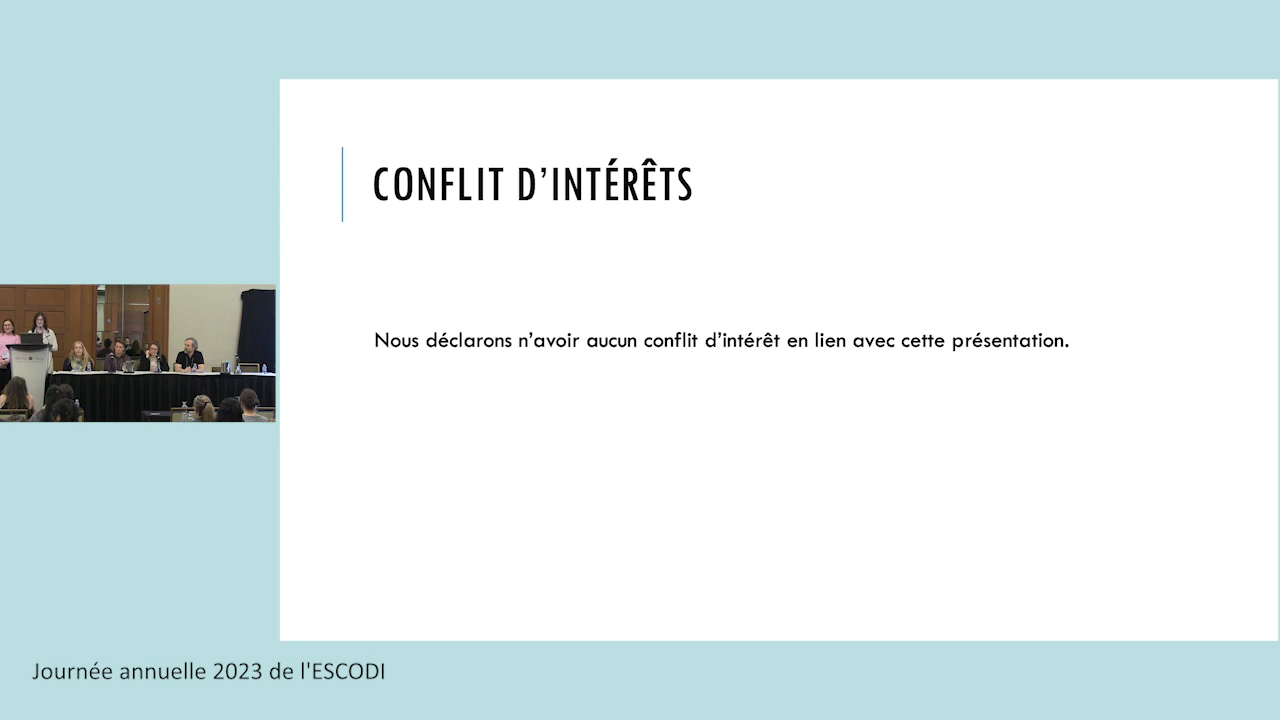 CONFLIT D’INTÉRÊTS
Nous déclarons n’avoir aucun conflit d’intérêt en lien avec cette présentation.
Journée annuelle 2023 de l'ESCODI